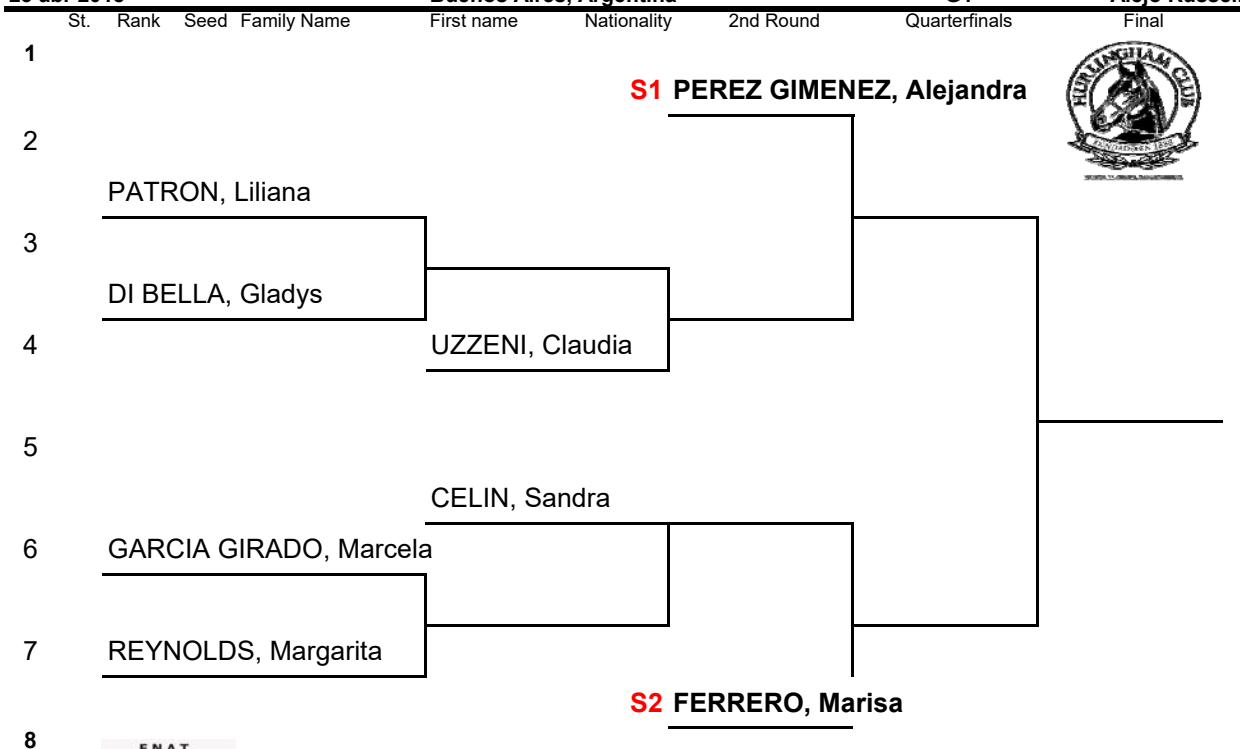 St. Rank Seed Family Name First name Nationality 2nd Round Quarterfinals Final
1
HURLINGHAM CLUB
S1 PEREZ GIMENEZ, Alejandra
2
PATRON, Liliana
3
DI BELLA, Gladys
4
UZZENI, Claudia
5
CELIN, Sandra
6 GARCIA GIRADO, Marcela
7 REYNOLDS, Margarita
S2 FERRERO, Marisa
8